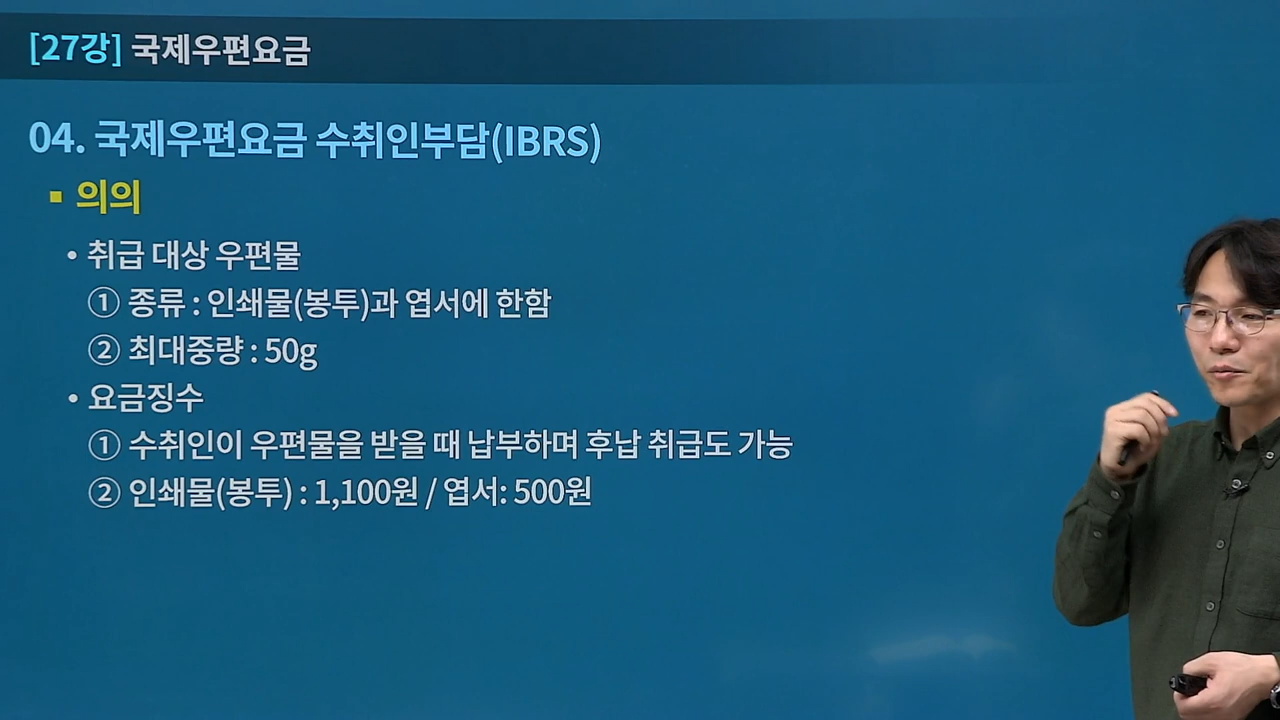 [27강] 국제우편요금
04. 국제우편요금 수취인부담(IBRS)
▪ 의의
• 취급 대상 우편물
① 종류 : 인쇄물(봉투)과 엽서에 한함
② 최대중량 : 50g
• 요금징수
① 수취인이 우편물을 받을 때 납부하며 후납 취급도 가능
② 인쇄물(봉투) : 1,100원 / 엽서: 500원